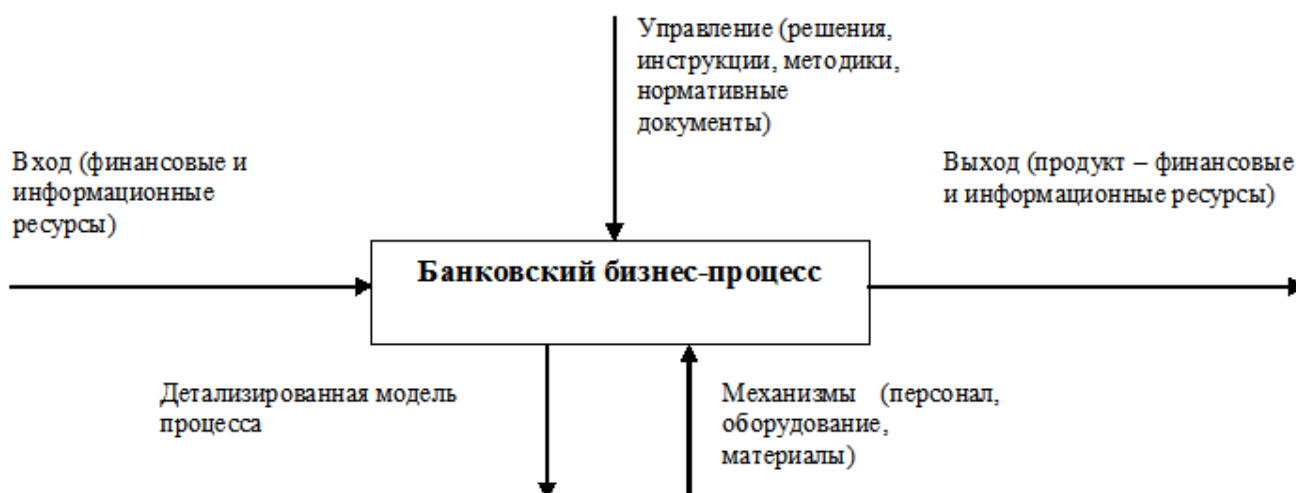 Управление (решения,
инструкции, методики,
нормативные
документы)
Вход (финансовые и
информационные
ресурсы)
Выход (продукт – финансовые
и информационные ресурсы)
Банковский бизнес-процесс
Детализированная модель
процесса
Механизмы (персонал,
оборудование,
материалы)